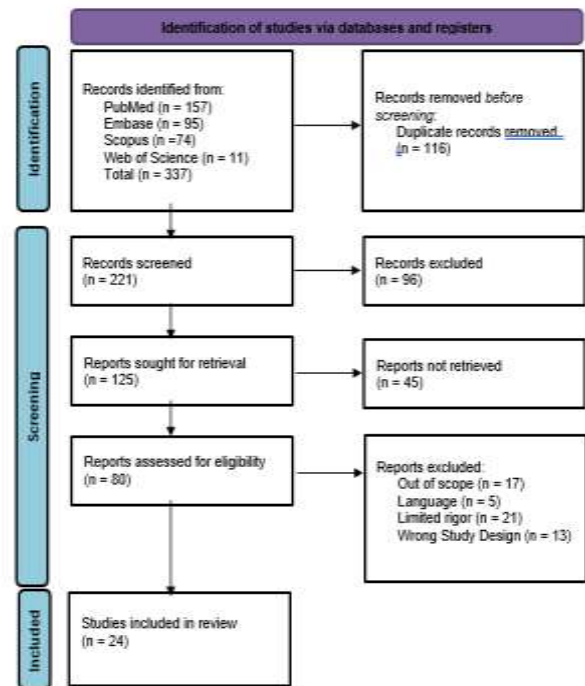 Identification of studies via databases and registers
Identification
Records identified from:
PubMed (n = 157)
Embase (n = 95)
Scopus (n =74)
Web of Science (n = 11)
Total (n = 337)
Records removed before
screening:
Duplicate records removed
(n = 116)
Screening
Records screened
(n = 221)
Records excluded
(n = 96)
Reports sought for retrieval
(n = 125)
Reports not retrieved
(n = 45)
Reports assessed for eligibility
(n = 80)
Reports excluded:
Out of scope (n = 17)
Language (n = 5)
Limited rigor (n = 21)
Wrong Study Design (n = 13)
Included
Studies included in review
(n = 24)